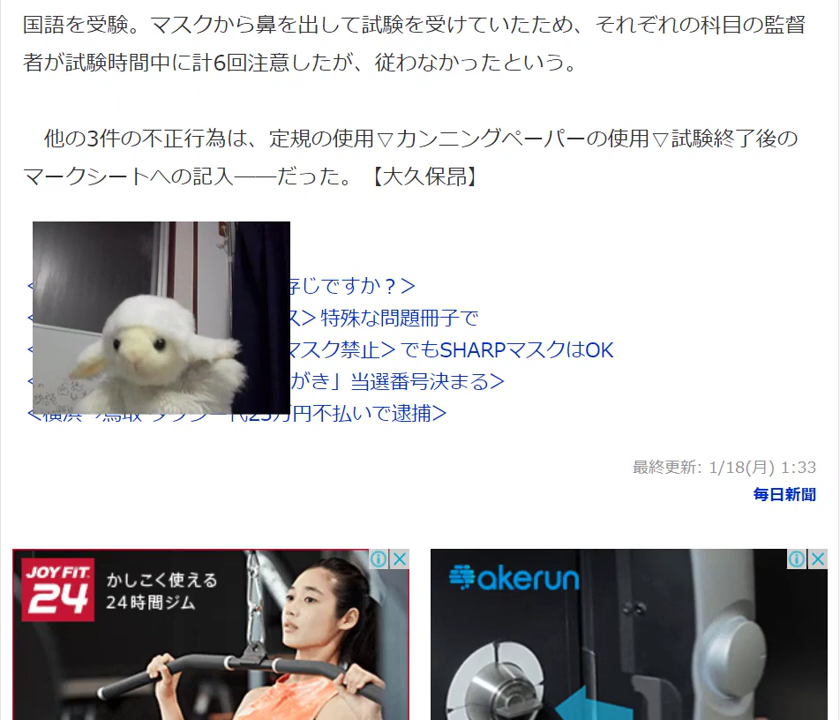 国語を受験。マスクから鼻を出して試験を受けていたため、それぞれの科目の監督
者が試験時間中に計6回注意したが、従わなかったという。
他の3件の不正行為は、定規の使用▽カンニングペーパーの使用▽試験終了後の
マークシートへの記入――だった。【大久保昂】
存じですか？>
ス> 特殊な問題冊子で
マスク禁止> でもSHARPマスクはOK
がき」当選番号決まる>
円不払いで逮捕>
最終更新: 1/18(月) 1:33
毎日新聞
JOYFIT 24
かしこく使える
24時間ジム
akerun